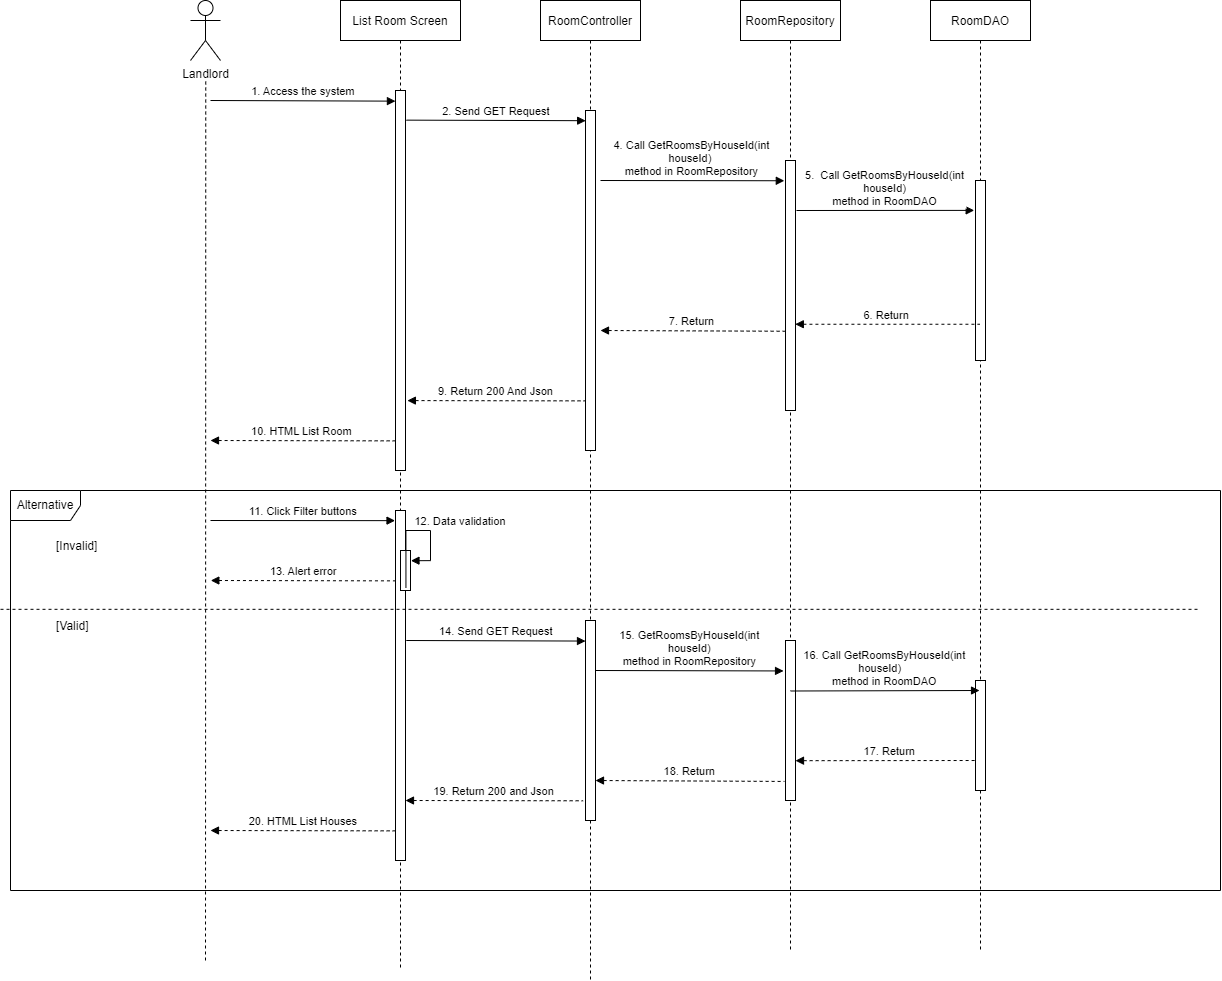 List Room Screen
RoomController
RoomRepository
RoomDAO
Landlord
1. Access the system
2. Send GET Request
4. Call GetRoomsByHouseId(int
houseId)
method in RoomRepository
5.  Call GetRoomsByHouseId(int
houseId)
method in RoomDAO
6. Return
7. Return
9. Return 200 And Json
10. HTML List Room
Alternative
11. Click Filter buttons
12. Data validation
[Invalid]
13. Alert error
[Valid]
14. Send GET Request
15. GetRoomsByHouseId(int
houseId)
method in RoomRepository
16. Call GetRoomsByHouseId(int
houseId)
method in RoomDAO
17. Return
18. Return
19. Return 200 and Json
20. HTML List Houses